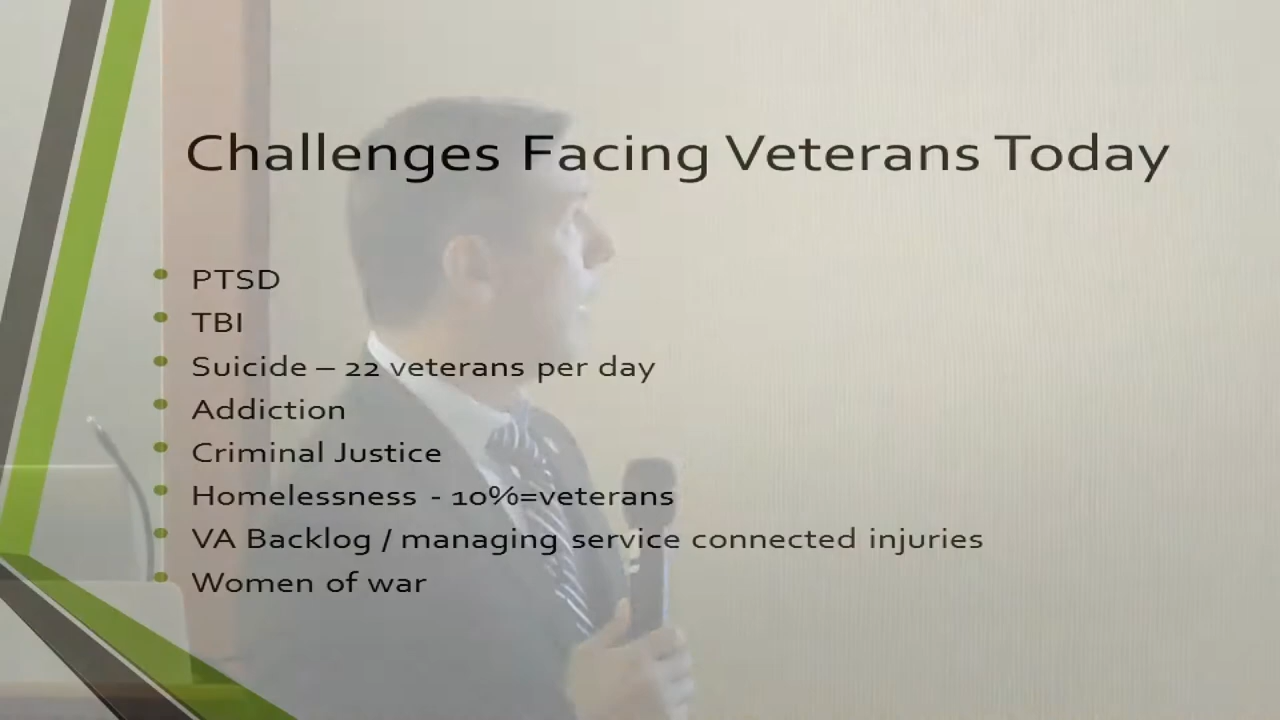 Challenges Facing Veterans Today
• PTSD
• TBI
• Suicide – 22 veterans per day
• Addiction
• Criminal Justice
• Homelessness - 10%=veterans
• VA Backlog / managing service connected injuries
• Women of war